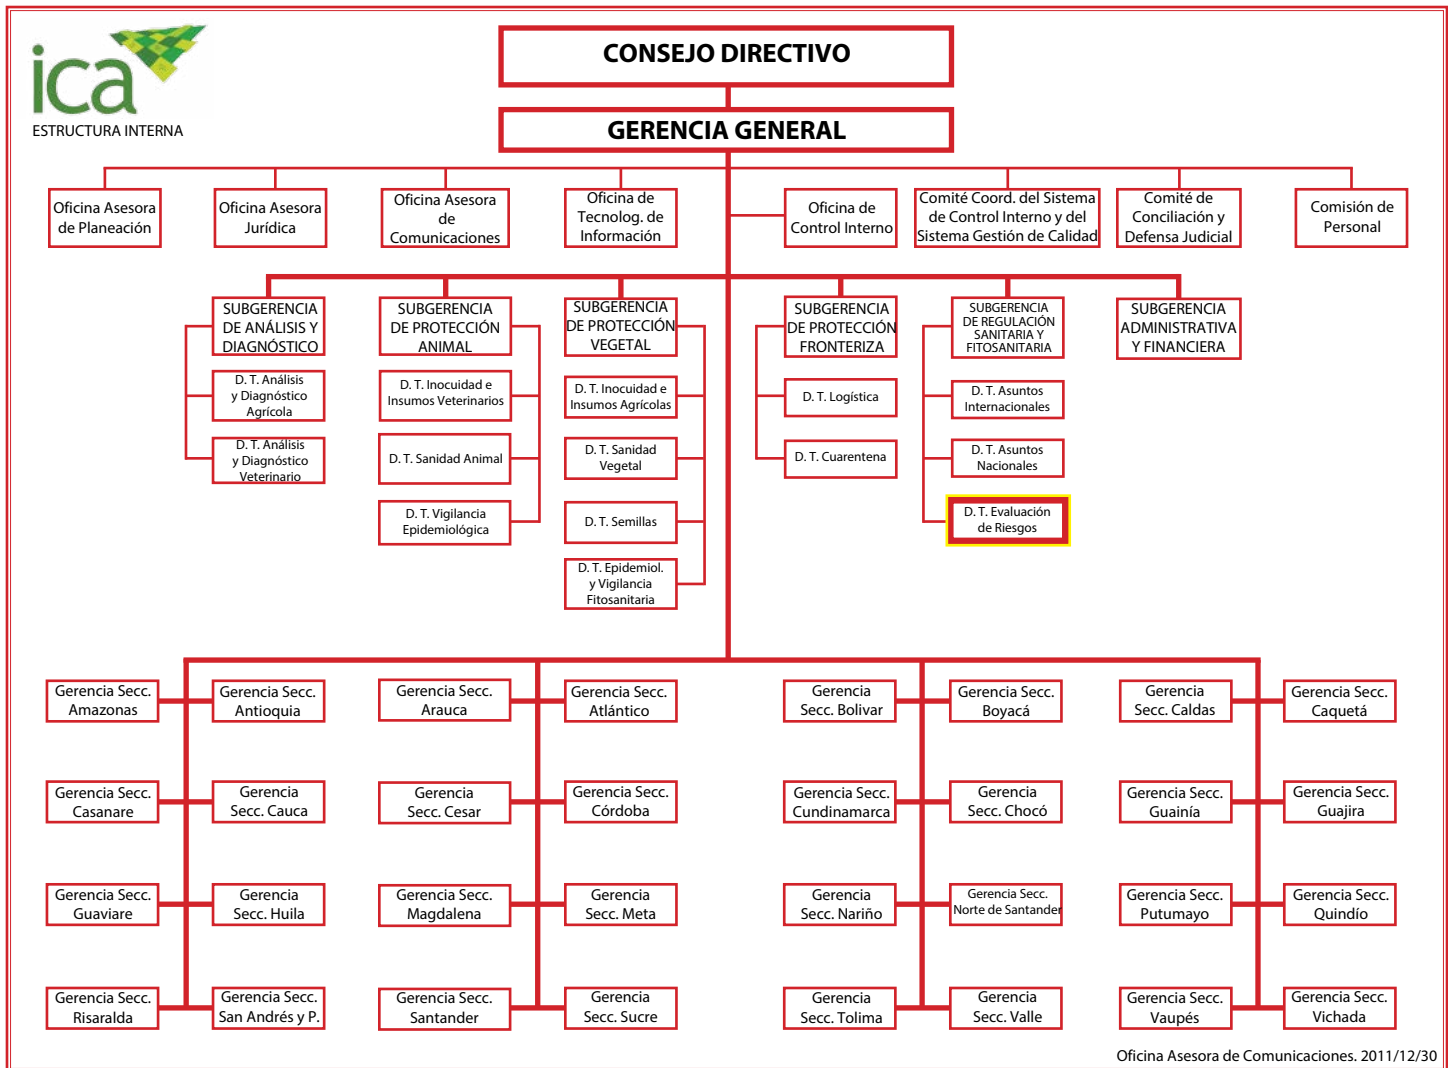 ica
ESTRUCTURA INTERNA
CONSEJO DIRECTIVO
GERENCIA GENERAL
Oficina Asesora
de Planeación
Oficina Asesora
Jurídica
Oficina Asesora
de
Comunicaciones
Oficina de
Tecnolog. de
Información
Oficina de
Control Interno
Comité Coord. del Sistema
de Control Interno y del
Sistema Gestión de Calidad
Comité de
Conciliación y
Defensa Judicial
Comisión de
Personal
SUBGERENCIA
DE ANÁLISIS Y
DIAGNÓSTICO
D. T. Análisis
y Diagnóstico
Agrícola
D. T. Análisis
y Diagnóstico
Veterinario
SUBGERENCIA
DE PROTECCIÓN
ANIMAL
D. T. Inocuidad e
Insumos Veterinarios
D. T. Sanidad Animal
D. T. Vigilancia
Epidemiológica
SUBGERENCIA
DE PROTECCIÓN
VEGETAL
D. T. Inocuidad e
Insumos Agrícolas
D. T. Sanidad
Vegetal
D. T. Semillas
D. T. Epidemiol.
y Vigilancia
Fitosanitaria
SUBGERENCIA
DE PROTECCIÓN
FRONTERIZA
D. T. Logística
D. T. Cuarentena
SUBGERENCIA
DE REGULACIÓN
SANITARIA Y
FITOSANITARIA
D. T. Asuntos
Internacionales
D. T. Asuntos
Nacionales
D. T. Evaluación
de Riesgos
SUBGERENCIA
ADMINISTRATIVA
Y FINANCIERA
Gerencia Secc.
Amazonas
Gerencia Secc.
Antioquia
Gerencia Secc.
Arauca
Gerencia Secc.
Atlántico
Gerencia
Secc. Bolivar
Gerencia Secc.
Boyacá
Gerencia
Secc. Caldas
Gerencia Secc.
Caquetá
Gerencia Secc.
Casanare
Gerencia
Secc. Cauca
Gerencia
Secc. Cesar
Gerencia Secc.
Córdoba
Gerencia Secc.
Cundinamarca
Gerencia
Secc. Chocó
Gerencia Secc.
Guainía
Gerencia Secc.
Guajira
Gerencia Secc.
Guaviare
Gerencia
Secc. Huila
Gerencia Secc.
Magdalena
Gerencia
Secc. Meta
Gerencia
Secc. Nariño
Gerencia Secc.
Norte de Santander
Gerencia Secc.
Putumayo
Gerencia Secc.
Quindío
Gerencia Secc.
Risaralda
Gerencia Secc.
San Andrés y P.
Gerencia Secc.
Santander
Gerencia
Secc. Sucre
Gerencia
Secc. Tolima
Gerencia
Secc. Valle
Gerencia Secc.
Vaupés
Gerencia Secc.
Vichada
Oficina Asesora de Comunicaciones. 2011/12/30